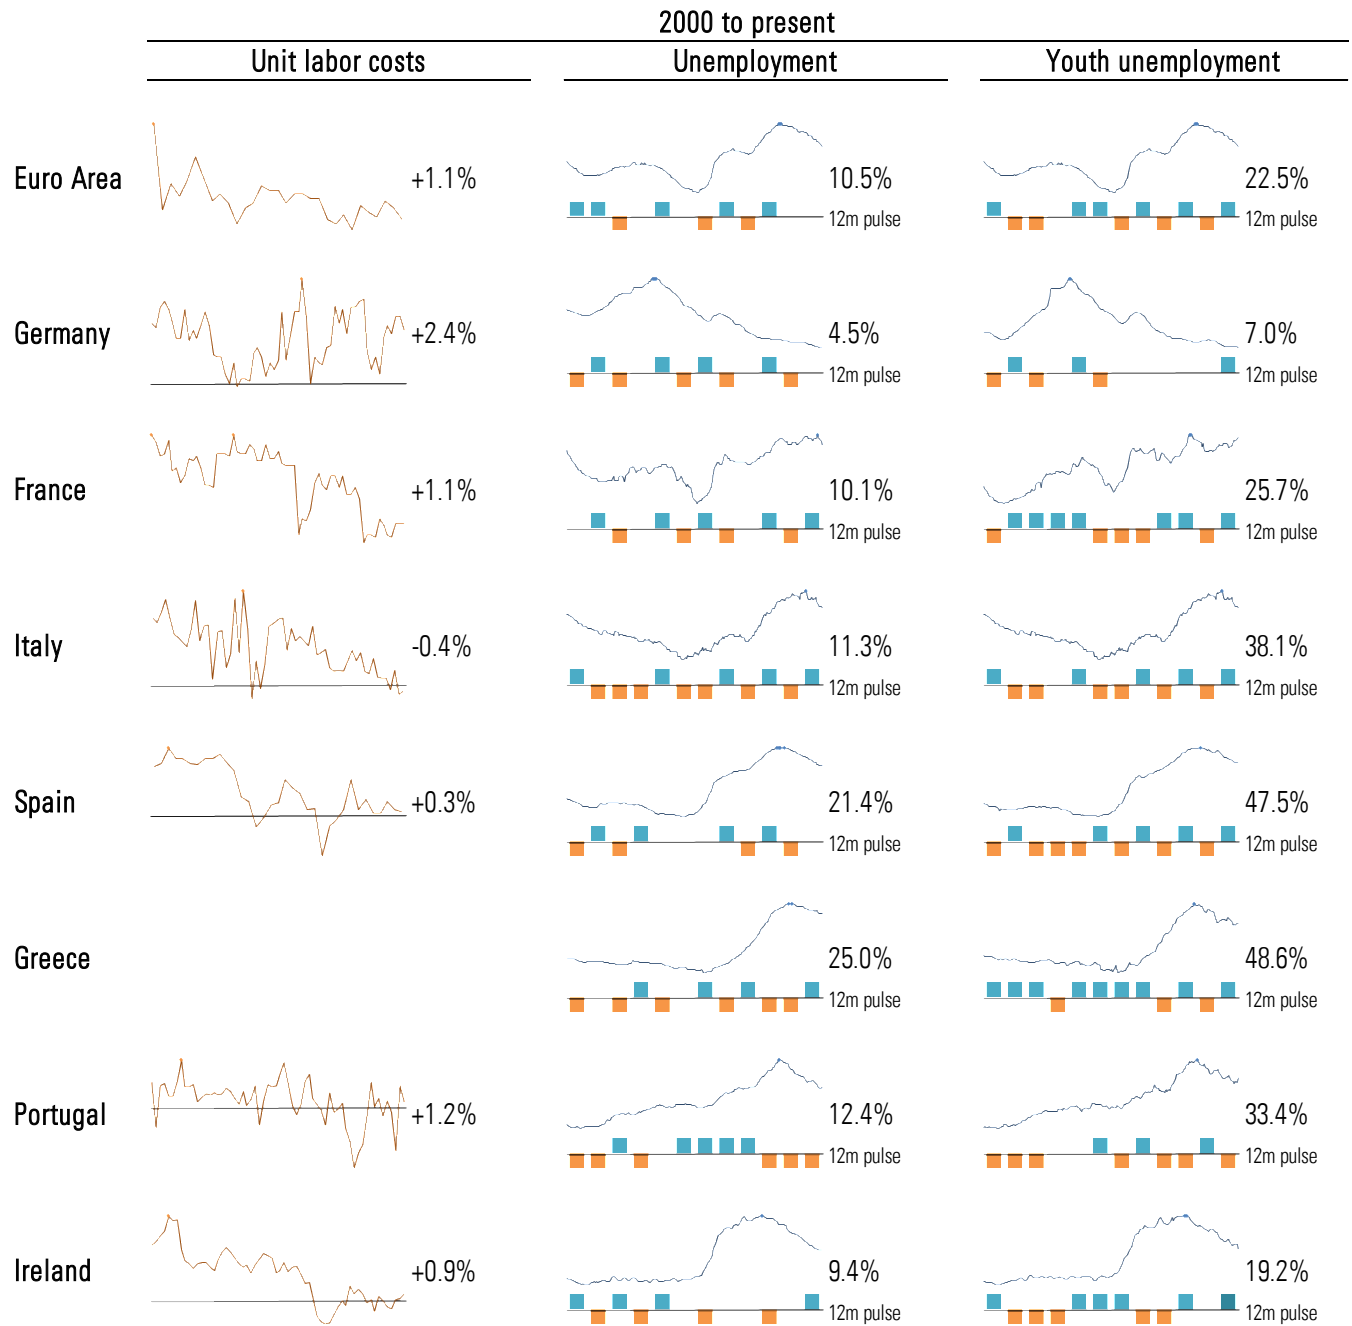 2000 to present
Unit labor costs Unemployment Youth unemployment
Euro Area +1.1% 10.5% 22.5%
12m pulse 12m pulse
Germany +2.4% 4.5% 7.0%
12m pulse 12m pulse
France +1.1% 10.1% 25.7%
12m pulse 12m pulse
Italy -0.4% 11.3% 38.1%
12m pulse 12m pulse
Spain +0.3% 21.4% 47.5%
12m pulse 12m pulse
Greece 25.0% 48.6%
12m pulse 12m pulse
Portugal +1.2% 12.4% 33.4%
12m pulse 12m pulse
Ireland +0.9% 9.4% 19.2%
12m pulse 12m pulse